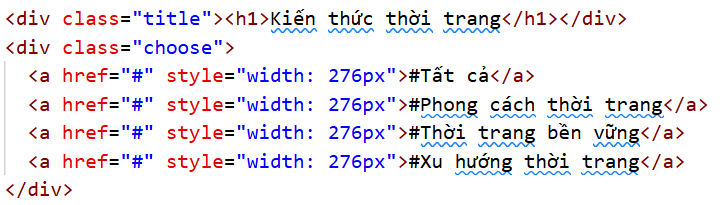 <div class="title"><h1>Kiến thức thời trang</h1></div>
<div class="choose">
<a href="#" style="width: 276px">#Tất cả</a>
<a href="#" style="width: 276px">#Phong cách thời trang</a>
<a href="#" style="width: 276px">#Thời trang bền vững</a>
<a href="#" style="width: 276px">#Xu hướng thời trang</a>
</div>